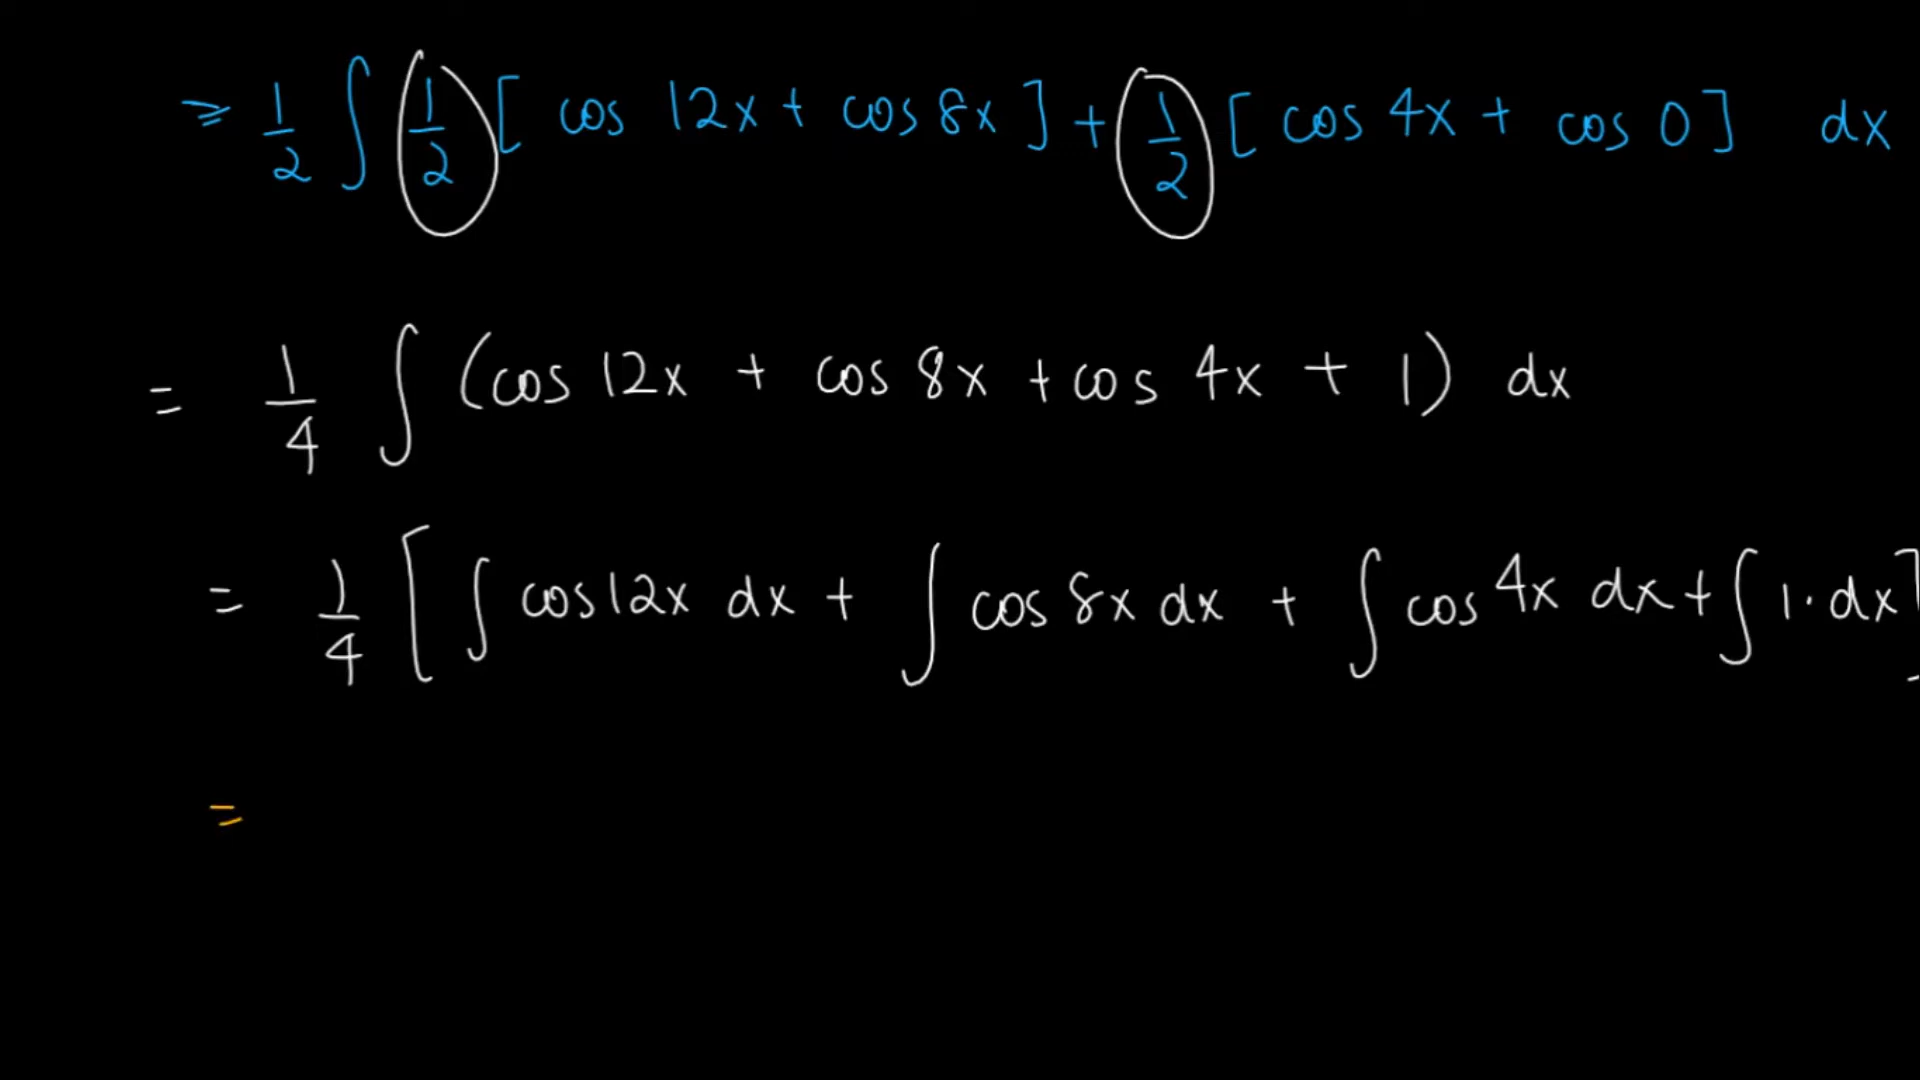 ⇒ 1/2 ∫ 1/2 [ cos 12x + cos 8x ] + 1/2 [ cos 4x + cos 0 ] dx
= 1/4 ∫ (cos 12x + cos 8x + cos 4x + 1) dx
= 1/4 [ ∫ cos 12x dx + ∫ cos 8x dx + ∫ cos 4x dx + ∫ 1 · dx ]
=